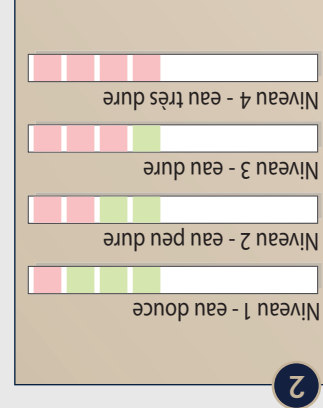 2
Niveau 1 - eau douce
Niveau 2 - eau peu dure
Niveau 3 - eau dure
Niveau 4 - eau très dure